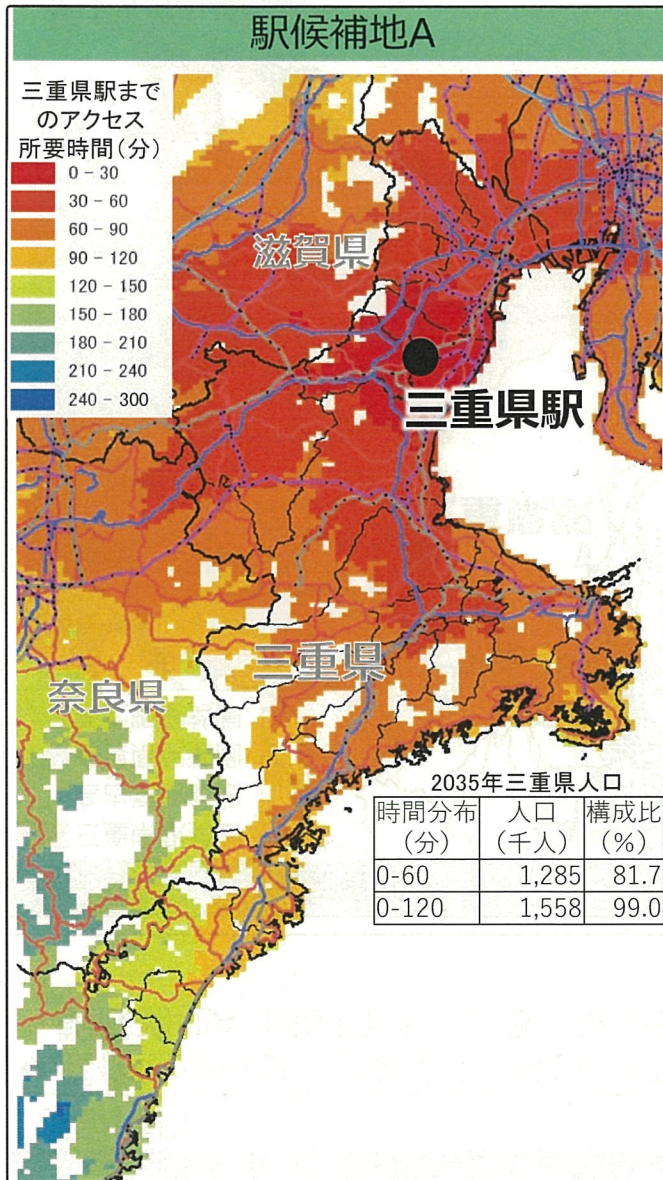 駅候補地A
三重県駅まで
のアクセス
所要時間(分)
0 - 30
30 - 60
60 - 90
90 - 120
120 - 150
150 - 180
180 - 210
210 - 240
240 - 300
滋賀県
三重県駅
三重県
奈良県
2035年三重県人口
時間分布 人口 構成比
(分) (千人) (%)
0-60 1,285 81.7
0-120 1,558 99.0